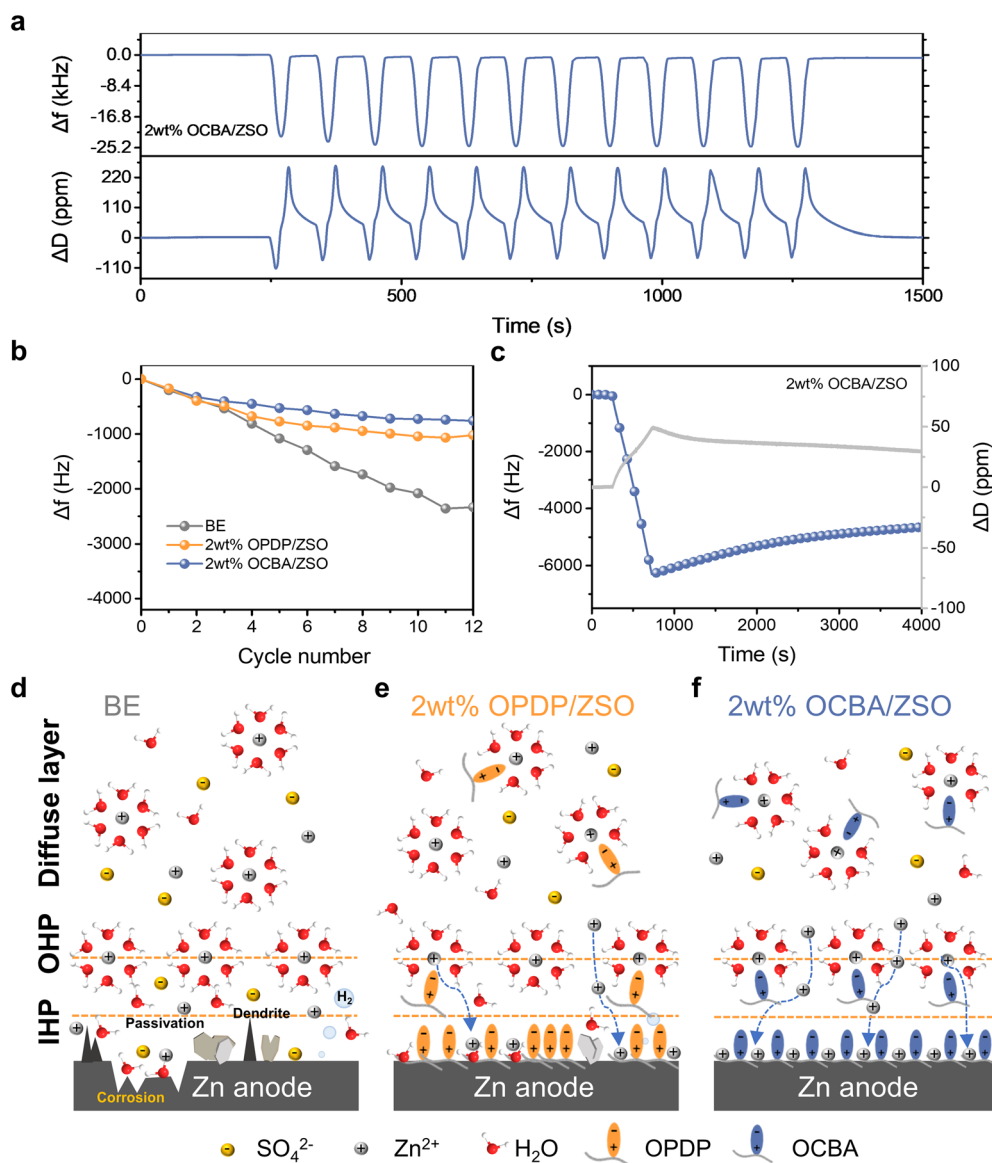 a
Δf (kHz)
0.0
-8.4
-16.8
-25.2
2wt% OCBA/ZSO
ΔD (ppm)
220
110
0
-110
0
500
1000
1500
Time (s)
b
Δf (Hz)
0
-1000
-2000
-3000
-4000
BE
2wt% OPDP/ZSO
2wt% OCBA/ZSO
0
2
4
6
8
10
12
Cycle number
c
2wt% OCBA/ZSO
Δf (Hz)
0
-2000
-4000
-6000
ΔD (ppm)
100
50
0
-50
-100
0
1000
2000
3000
4000
Time (s)
d
BE
e
2wt% OPDP/ZSO
f
2wt% OCBA/ZSO
Diffuse layer
OHP
IHP
H₂
Passivation
Dendrite
Corrosion
Zn anode
Zn anode
Zn anode
SO₄²⁻
Zn²⁺
H₂O
OPDP
OCBA